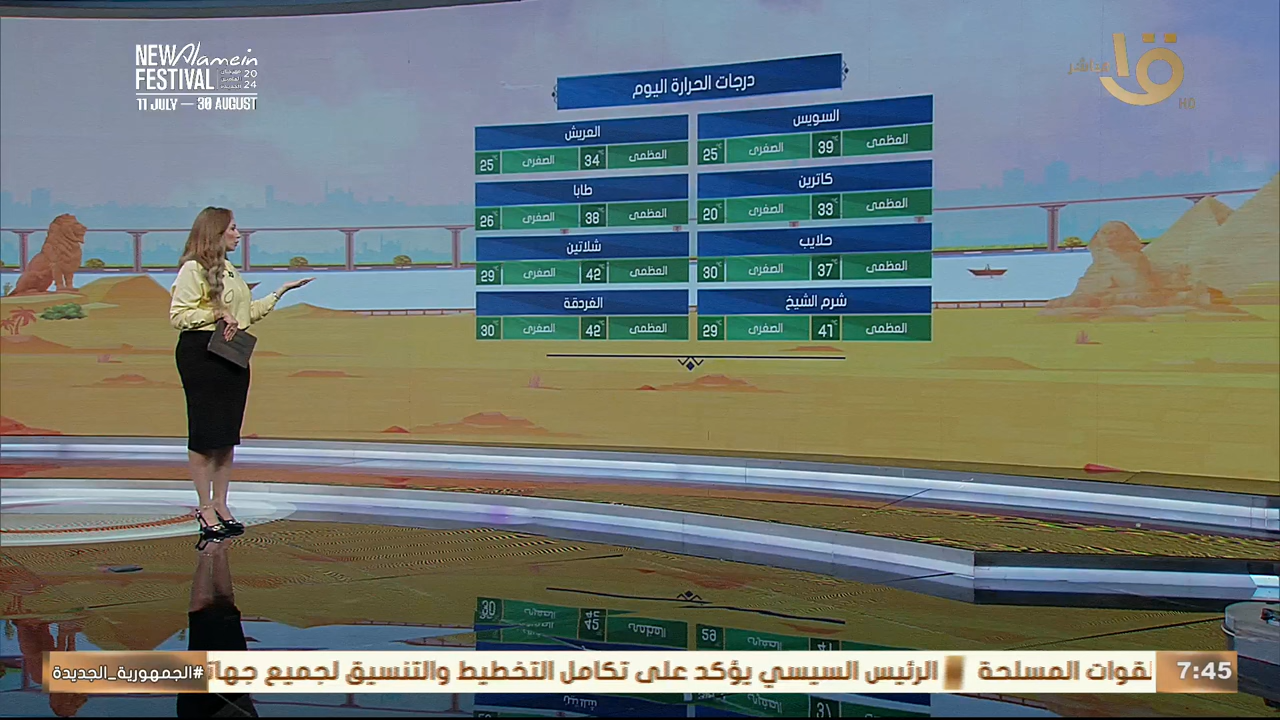 NEW Alamein
FESTIVAL 2024
11 JULY — 30 AUGUST
مباشر
HD
درجات الحرارة اليوم
السويس
العظمى 39° الصغرى 25°
العريش
العظمى 34° الصغرى 25°
كاترين
العظمى 33° الصغرى 20°
طابا
العظمى 38° الصغرى 26°
حلايب
العظمى 37° الصغرى 30°
شلاتين
العظمى 42° الصغرى 29°
شرم الشيخ
العظمى 41° الصغرى 29°
الغردقة
العظمى 42° الصغرى 30°
7:45
لقوات المسلحة الرئيس السيسي يؤكد على تكامل التخطيط والتنسيق لجميع جهات
#الجمهورية_الجديدة